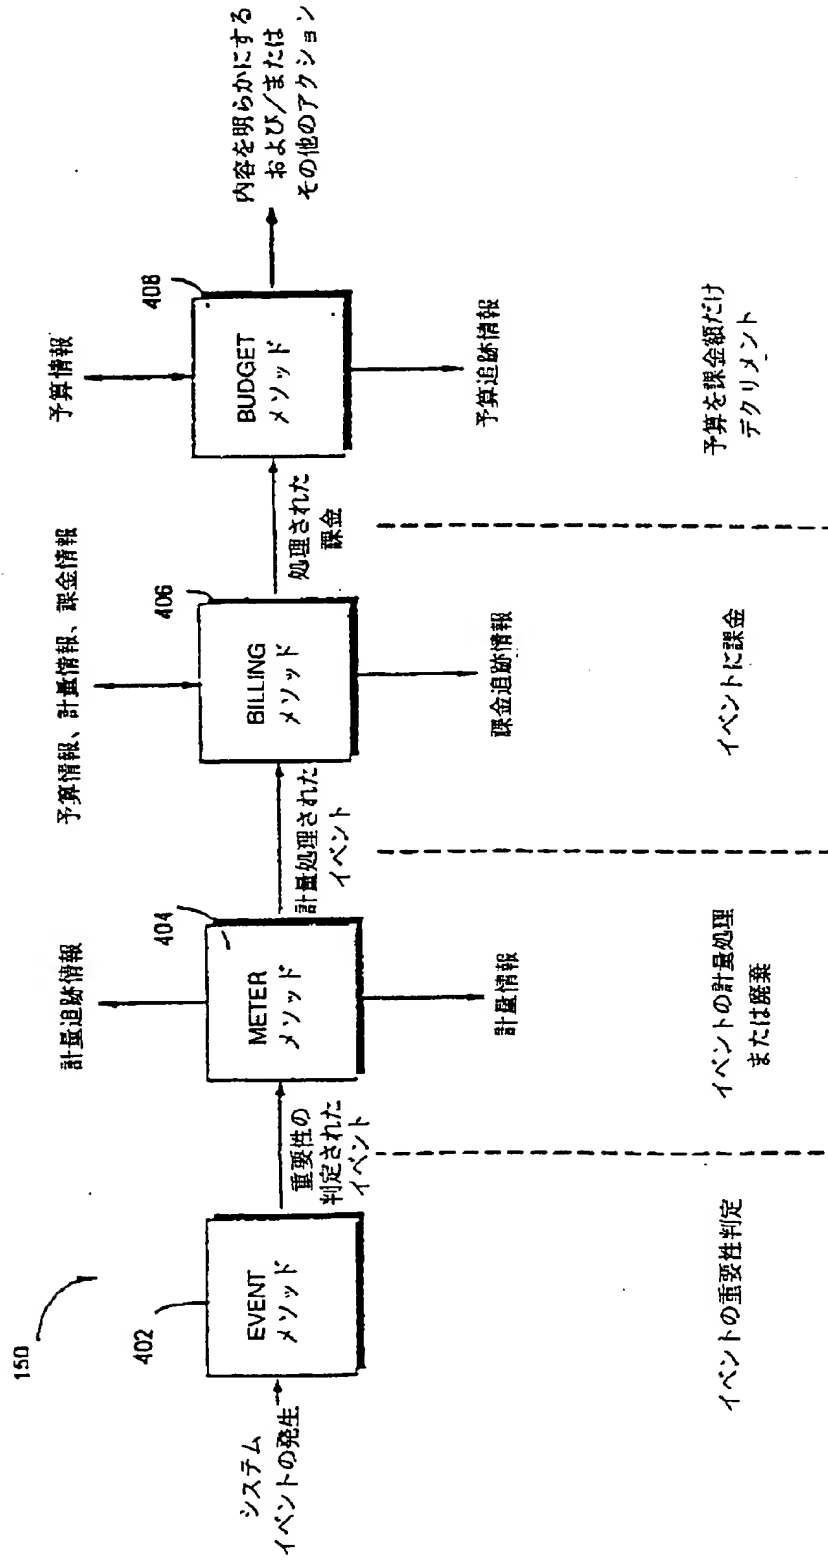 150
システム
イベントの発生
402
EVENT
メソッド
重要性の
判定された
イベント
404
METER
メソッド
計量追跡情報
計量情報
計量処理された
イベント
406
BILLING
メソッド
予算情報、計量情報、課金情報
課金追跡情報
処理された
課金
408
BUDGET
メソッド
予算情報
予算追跡情報
内容を明らかにする
および/または
その他のアクション
イベントの重要性判定
イベントの計量処理
または廃棄
イベントに課金
予算を課金額だけ
デクリメント